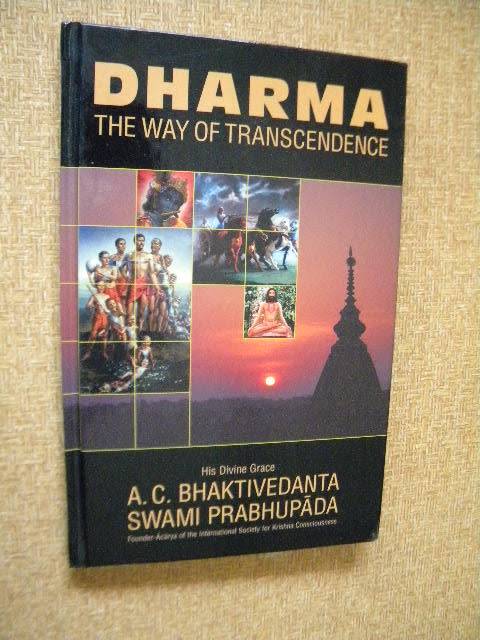 DHARMA
THE WAY OF TRANSCENDENCE
His Divine Grace
A.C. BHAKTIVEDANTA
SWAMI PRABHUPĀDA
Founder-Ācārya of the International Society for Krishna Consciousness